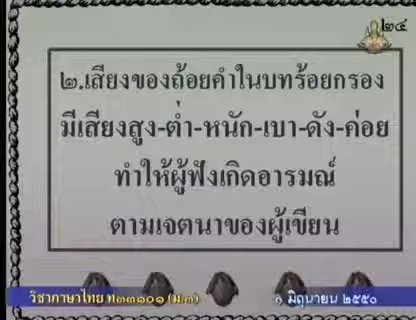 ๒๔
๒.เสียงของถ้อยคำในบทร้อยกรอง
มีเสียงสูง-ต่ำ-หนัก-เบา-ดัง-ค่อย
ทำให้ผู้ฟังเกิดอารมณ์
ตามเจตนาของผู้เขียน
วิชาภาษาไทย ท๓๓๑๐๑ (ม.๓)
๑ มิถุนายน ๒๕๕๐